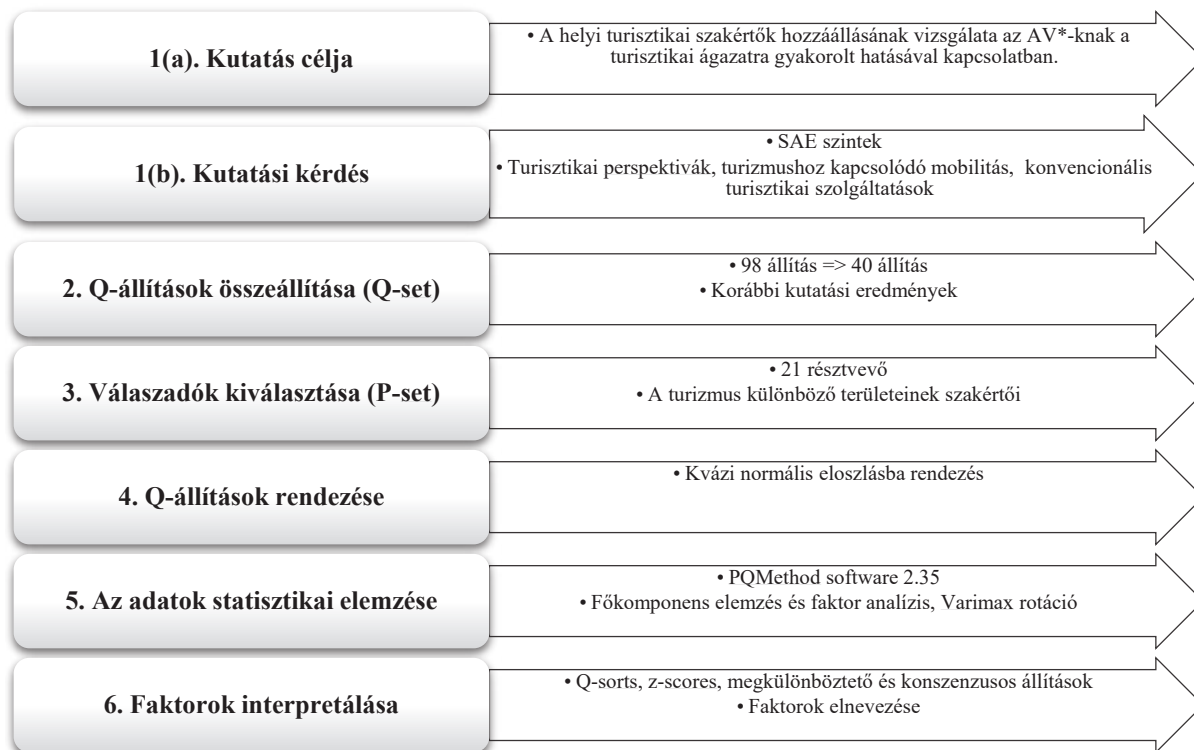 1(a). Kutatás célja
• A helyi turisztikai szakértők hozzáállásának vizsgálata az AV*-knak a
turisztikai ágazatra gyakorolt hatásával kapcsolatban.
1(b). Kutatási kérdés
• SAE szintek
• Turisztikai perspektívák, turizmushoz kapcsolódó mobilitás, konvencionális
turisztikai szolgáltatások
2. Q-állítások összeállítása (Q-set)
• 98 állítás => 40 állítás
• Korábbi kutatási eredmények
3. Válaszadók kiválasztása (P-set)
• 21 résztvevő
• A turizmus különböző területeinek szakértői
4. Q-állítások rendezése
• Kvázi normális eloszlásba rendezés
5. Az adatok statisztikai elemzése
• PQMethod software 2.35
• Főkomponens elemzés és faktor analízis, Varimax rotáció
6. Faktorok interpretálása
• Q-sorts, z-scores, megkülönböztető és konszenzusos állítások
• Faktorok elnevezése